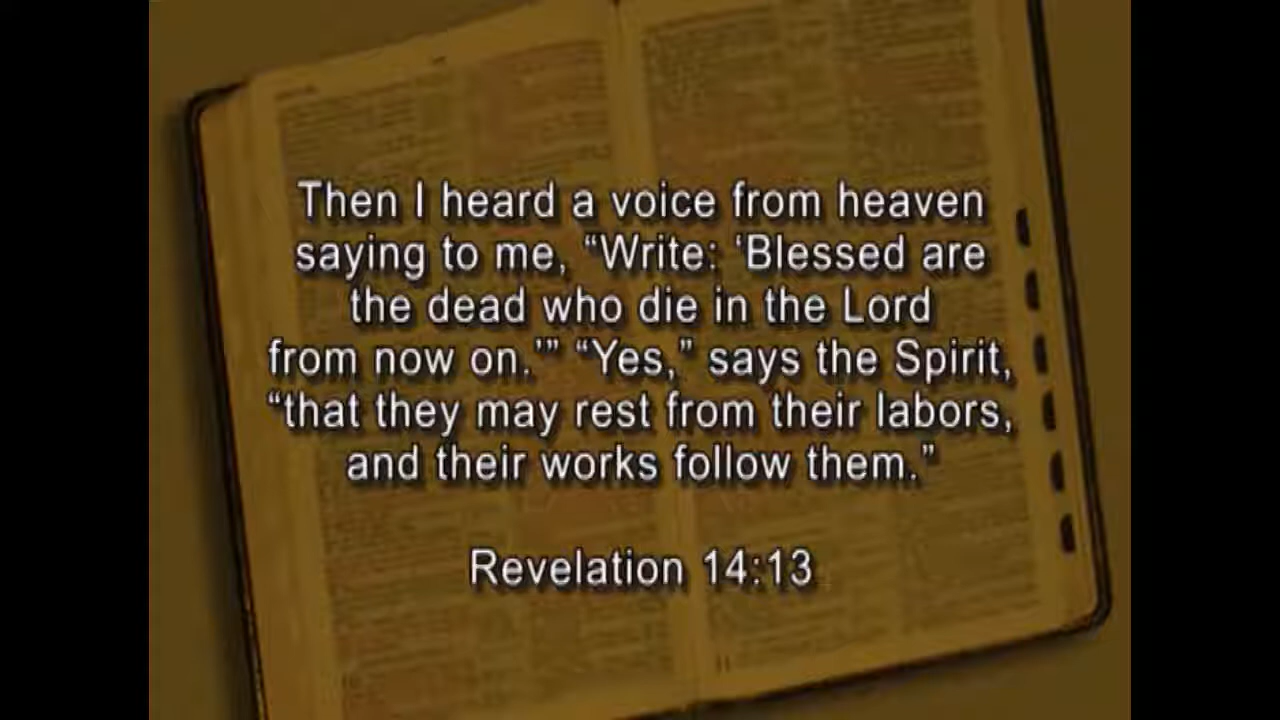 Then I heard a voice from heaven
saying to me, “Write: ‘Blessed are
the dead who die in the Lord
from now on.’” “Yes,” says the Spirit,
“that they may rest from their labors,
and their works follow them.”
Revelation 14:13